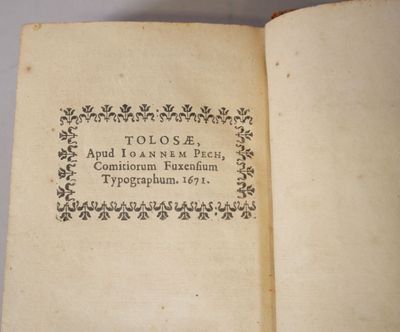 TOLOSÆ,
Apud IOANNEM PECH,
Comitiorum Fuxenſium
Typographum. 1671.